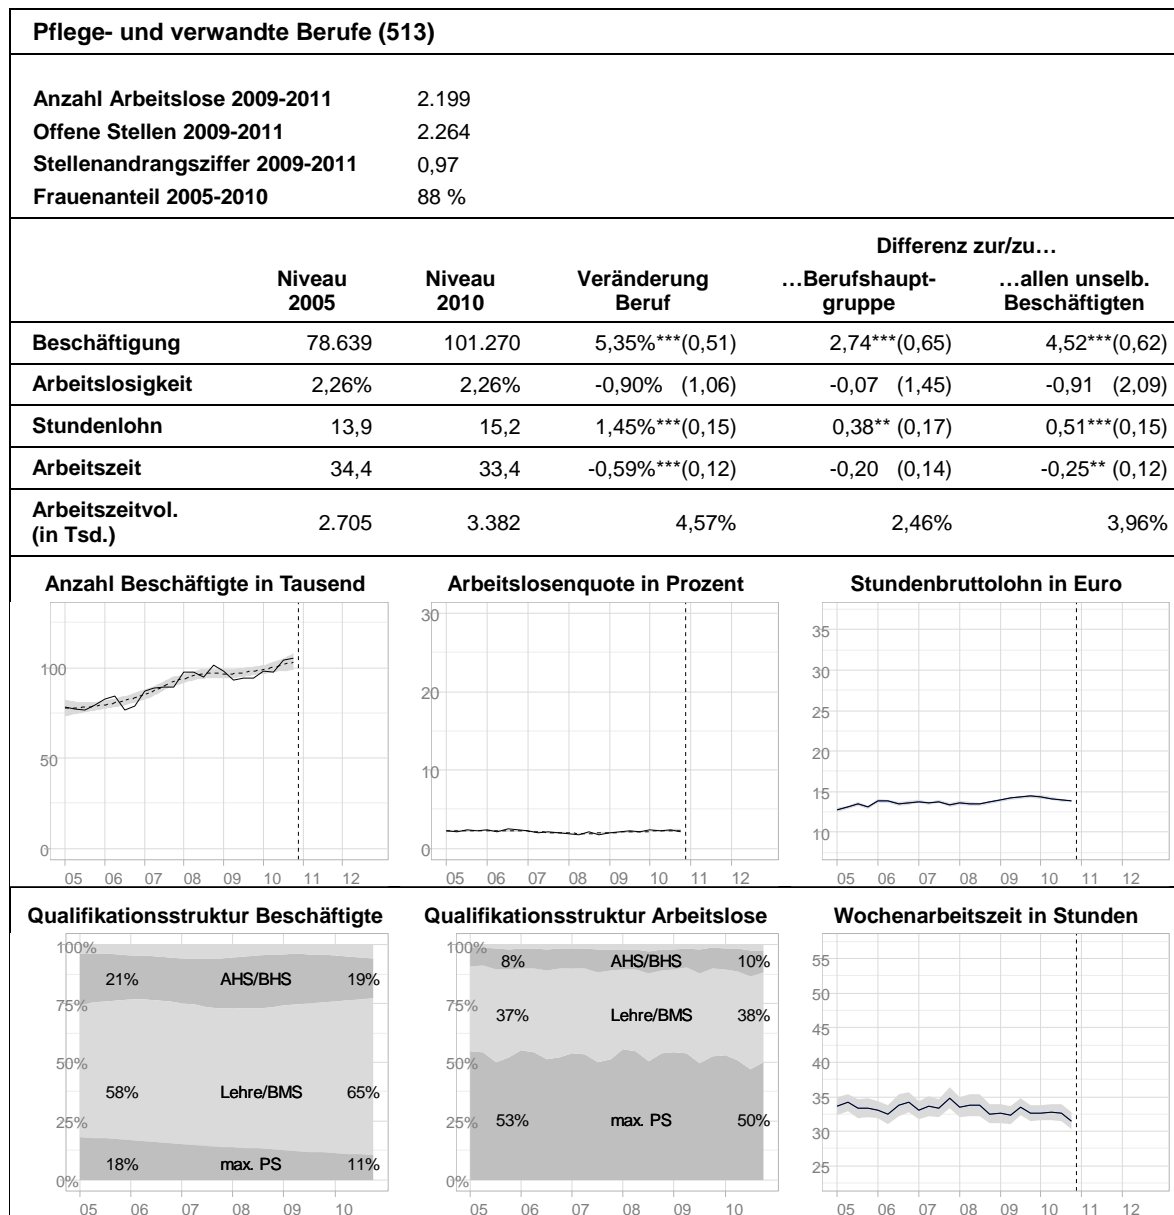 Pflege- und verwandte Berufe (513)
Anzahl Arbeitslose 2009-2011 2.199
Offene Stellen 2009-2011 2.264
Stellenandrangsziffer 2009-2011 0,97
Frauenanteil 2005-2010 88 %
Differenz zur/zu…
Niveau Niveau Veränderung …Berufshaupt- …allen unselb.
2005 2010 Beruf gruppe Beschäftigten
Beschäftigung 78.639 101.270 5,35%***(0,51) 2,74***(0,65) 4,52***(0,62)
Arbeitslosigkeit 2,26% 2,26% -0,90% (1,06) -0,07 (1,45) -0,91 (2,09)
Stundenlohn 13,9 15,2 1,45%***(0,15) 0,38** (0,17) 0,51***(0,15)
Arbeitszeit 34,4 33,4 -0,59%***(0,12) -0,20 (0,14) -0,25** (0,12)
Arbeitszeitvol.
(in Tsd.) 2.705 3.382 4,57% 2,46% 3,96%
Anzahl Beschäftigte in Tausend
100
50
0
05 06 07 08 09 10 11 12
Arbeitslosenquote in Prozent
30
20
10
0
05 06 07 08 09 10 11 12
Stundenbruttolohn in Euro
35
30
25
20
15
10
05 06 07 08 09 10 11 12
Qualifikationsstruktur Beschäftigte
100%
21% AHS/BHS 19%
75%
50%
58% Lehre/BMS 65%
25%
18% max. PS 11%
0%
05 06 07 08 09 10
Qualifikationsstruktur Arbeitslose
100%
8% AHS/BHS 10%
75%
37% Lehre/BMS 38%
50%
53% max. PS 50%
25%
0%
05 06 07 08 09 10
Wochenarbeitszeit in Stunden
55
50
45
40
35
30
25
05 06 07 08 09 10 11 12